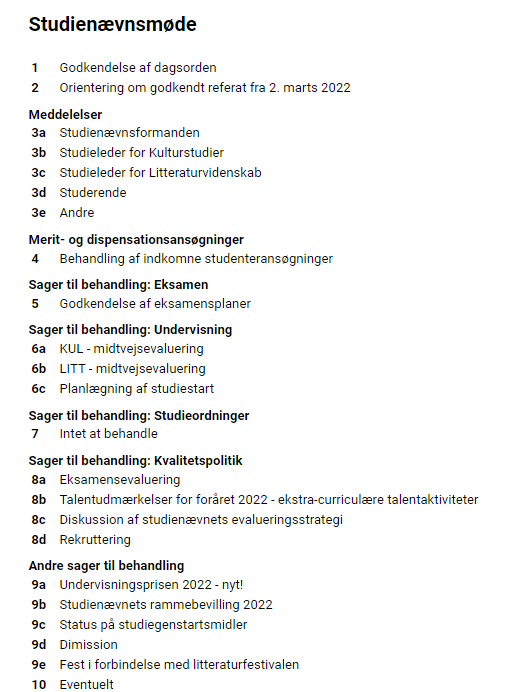 Studienævnsmøde
1 Godkendelse af dagsorden
2 Orientering om godkendt referat fra 2. marts 2022
Meddelelser
3a Studienævnsformanden
3b Studieleder for Kulturstudier
3c Studieleder for Litteraturvidenskab
3d Studerende
3e Andre
Merit- og dispensationsansøgninger
4 Behandling af indkomne studenteransøgninger
Sager til behandling: Eksamen
5 Godkendelse af eksamensplaner
Sager til behandling: Undervisning
6a KUL - midtvejsevaluering
6b LITT - midtvejsevaluering
6c Planlægning af studiestart
Sager til behandling: Studieordninger
7 Intet at behandle
Sager til behandling: Kvalitetspolitik
8a Eksamensevaluering
8b Talentudmærkelser for foråret 2022 - ekstra-curriculære talentaktiviteter
8c Diskussion af studienævnets evalueringsstrategi
8d Rekruttering
Andre sager til behandling
9a Undervisningsprisen 2022 - nyt!
9b Studienævnets rammebevilling 2022
9c Status på studiegenstartsmidler
9d Dimission
9e Fest i forbindelse med litteraturfestivalen
10 Eventuelt